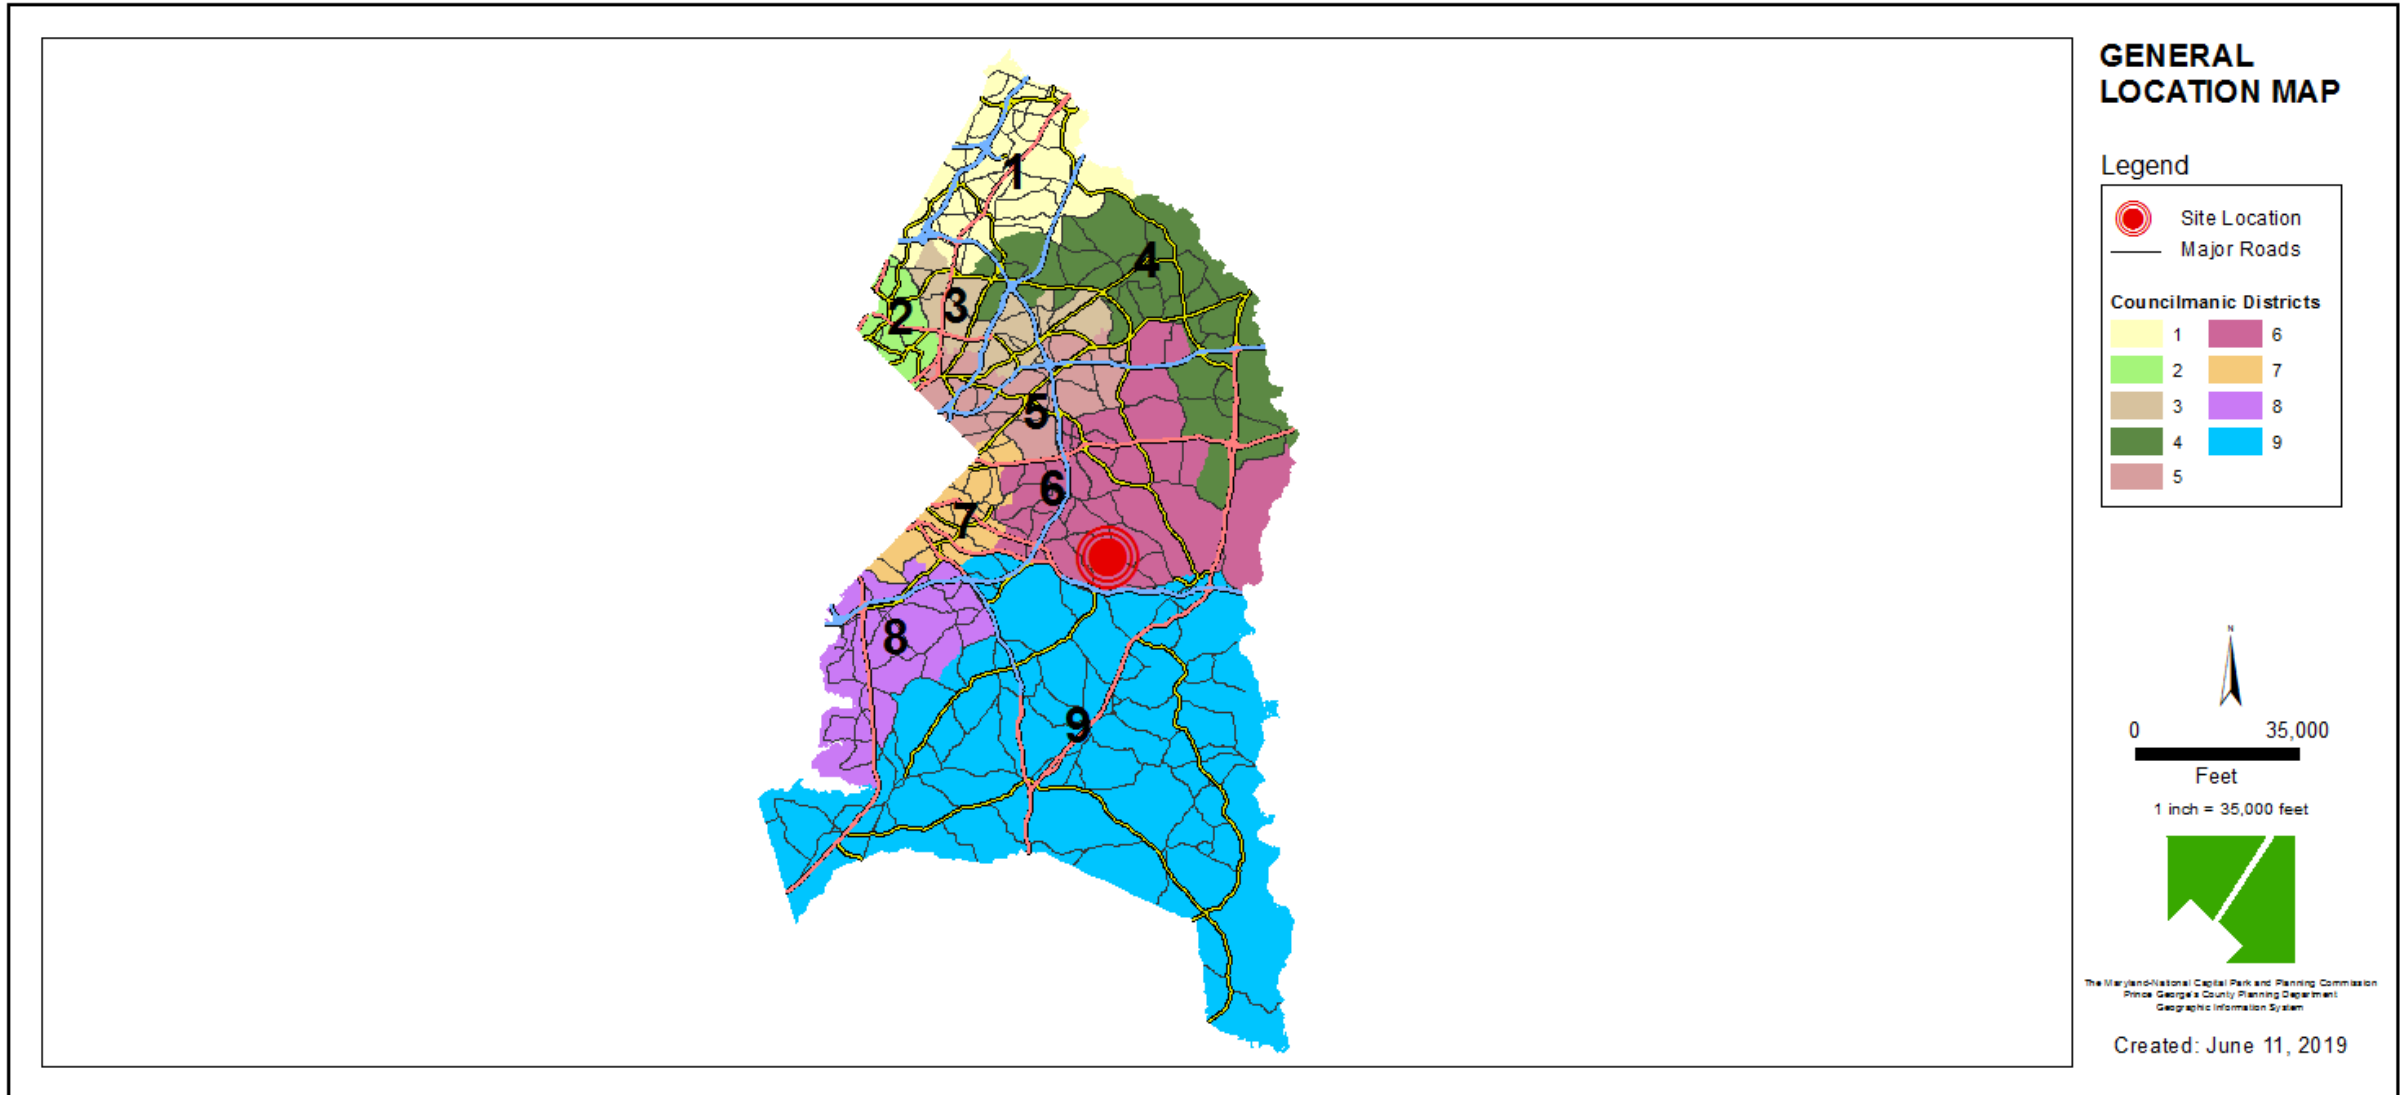 GENERAL
LOCATION MAP
Legend
Site Location
Major Roads
Councilmanic Districts
1 6
2 7
3 8
4 9
5
1
4
2
3
5
6
7
8
9
N
0 35,000
Feet
1 inch = 35,000 feet
The Maryland-National Capital Park and Planning Commission
Prince George's County Planning Department
Geographic Information System
Created: June 11, 2019